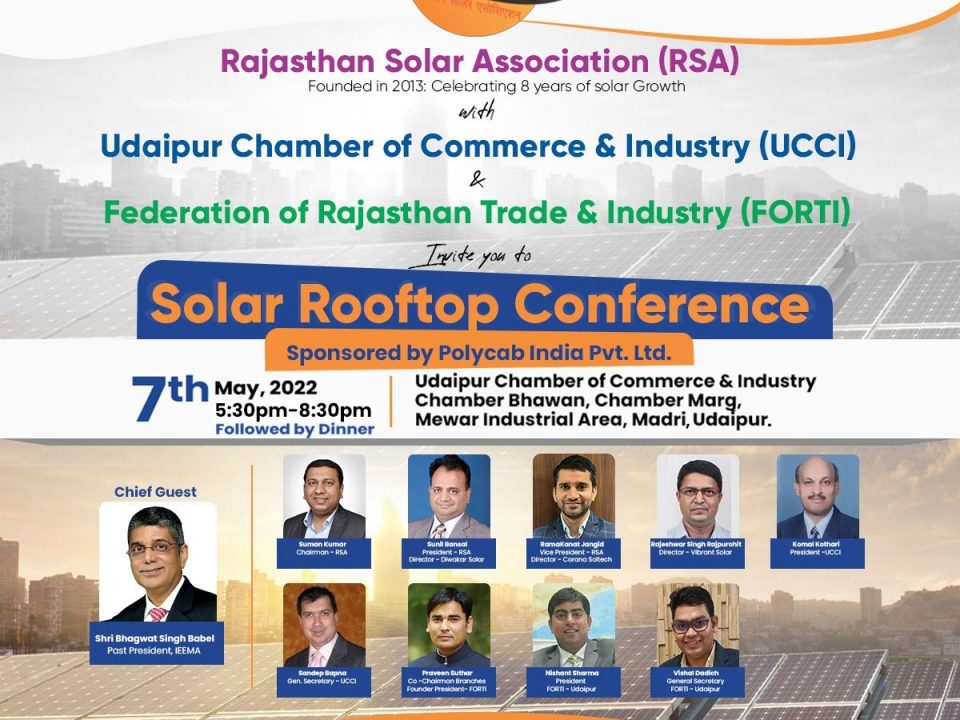 सोलर एसोसिएशन
Rajasthan Solar Association (RSA)
Founded in 2013: Celebrating 8 years of solar Growth
with
Udaipur Chamber of Commerce & Industry (UCCI)
&
Federation of Rajasthan Trade & Industry (FORTI)
Invite you to
Solar Rooftop Conference
Sponsored by Polycab India Pvt. Ltd.
7th May, 2022
5:30pm-8:30pm
Followed by Dinner
Udaipur Chamber of Commerce & Industry
Chamber Bhawan, Chamber Marg,
Mewar Industrial Area, Madri, Udaipur.
Chief Guest
Shri Bhagwat Singh Babel
Past President, IEEMA
Suman Kumar
Chairman - RSA
Sunil Bansal
President - RSA
Director - Diwakar Solar
RamaKanat Jangid
Vice President - RSA
Director - Corona Soltech
Rajeshwar Singh Rajpurohit
Director - Vibrant Solar
Komal Kothari
President -UCCI
Sandep Bapna
Gen. Secretary - UCCI
Praveen Suthar
Co -Chairman Branches
Founder President- FORTI
Nishant Sharma
President
FORTI - Udaipur
Vishal Dadich
General Secretary
FORTI - Udaipur